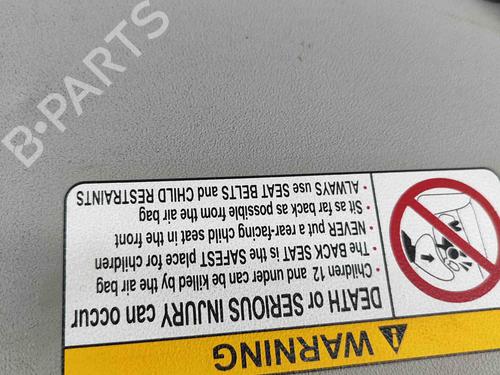 WARNING
DEATH or SERIOUS INJURY can occur
• Children 12 and under can be killed by the air bag
• The BACK SEAT is the SAFEST place for children
• NEVER put a rear-facing child seat in the front
• Sit as far back as possible from the air bag
• ALWAYS use SEAT BELTS and CHILD RESTRAINTS
B-PARTS